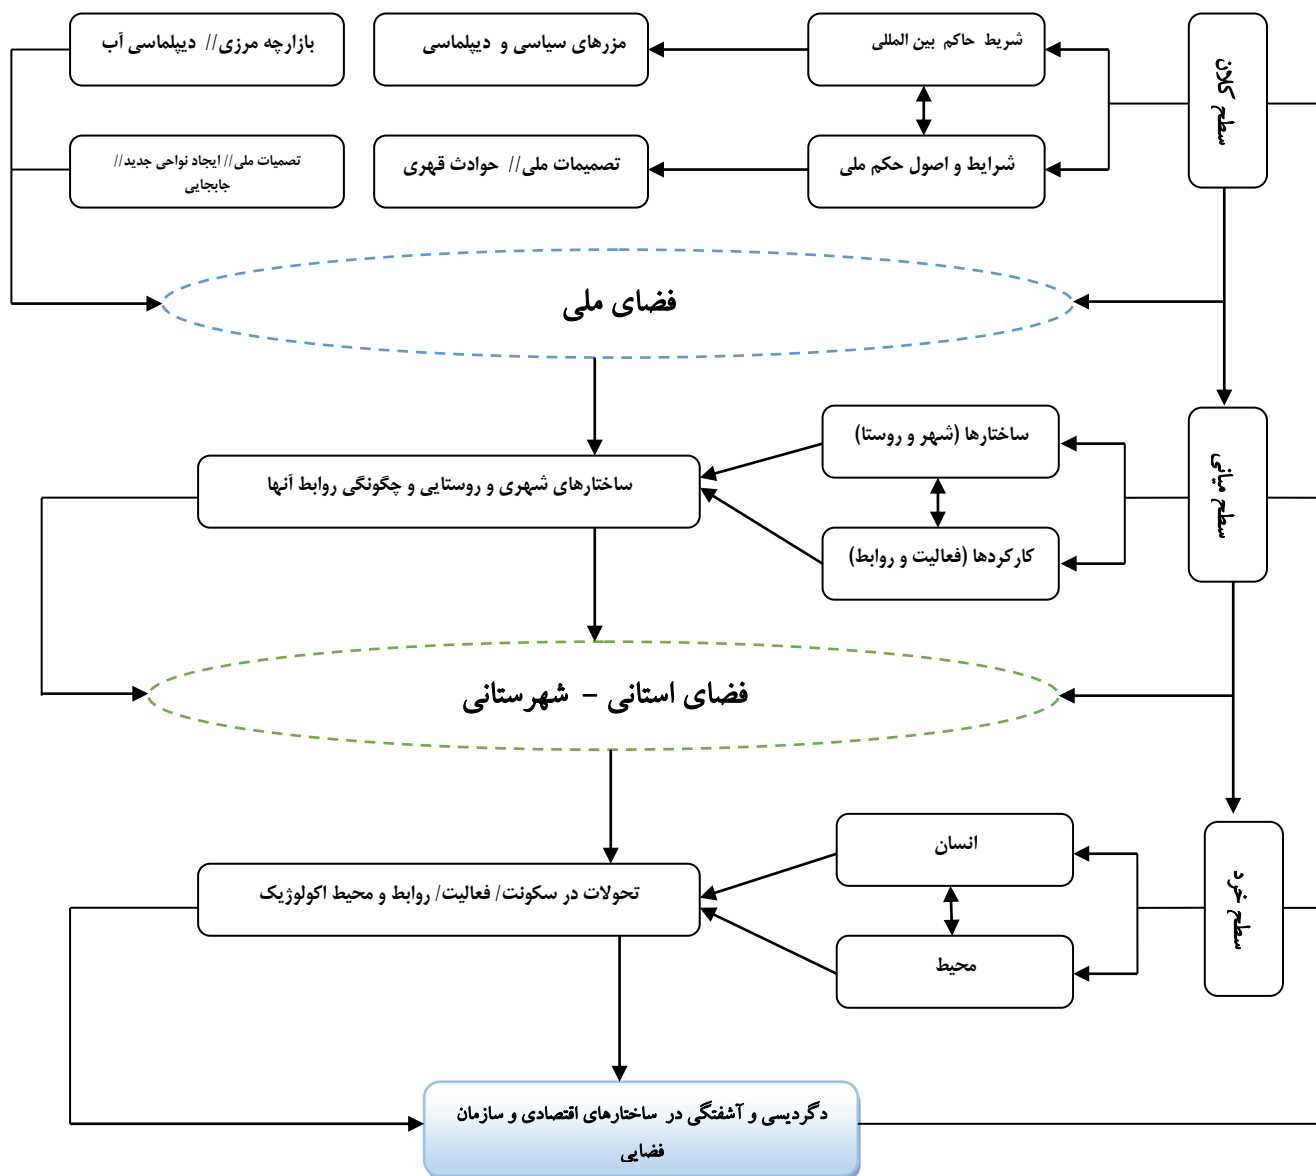 سطح کلان
شریط حاکم بین المللی
مزرهای سیاسی و دیپلماسی
بازارچه مرزی// دیپلماسی آب
شرایط و اصول حکم ملی
تصمیمات ملی// حوادث قهری
تصمیات ملی// ایجاد نواحی جدید//
جابجایی
فضای ملی
سطح میانی
ساختارها (شهر و روستا)
ساختارهای شهری و روستایی و چگونگی روابط آنها
کارکردها (فعالیت و روابط)
فضای استانی – شهرستانی
سطح خرد
انسان
تحولات در سکونت/ فعالیت/ روابط و محیط اکولوژیک
محیط
دگردیسی و آشفتگی در ساختارهای اقتصادی و سازمان
فضایی